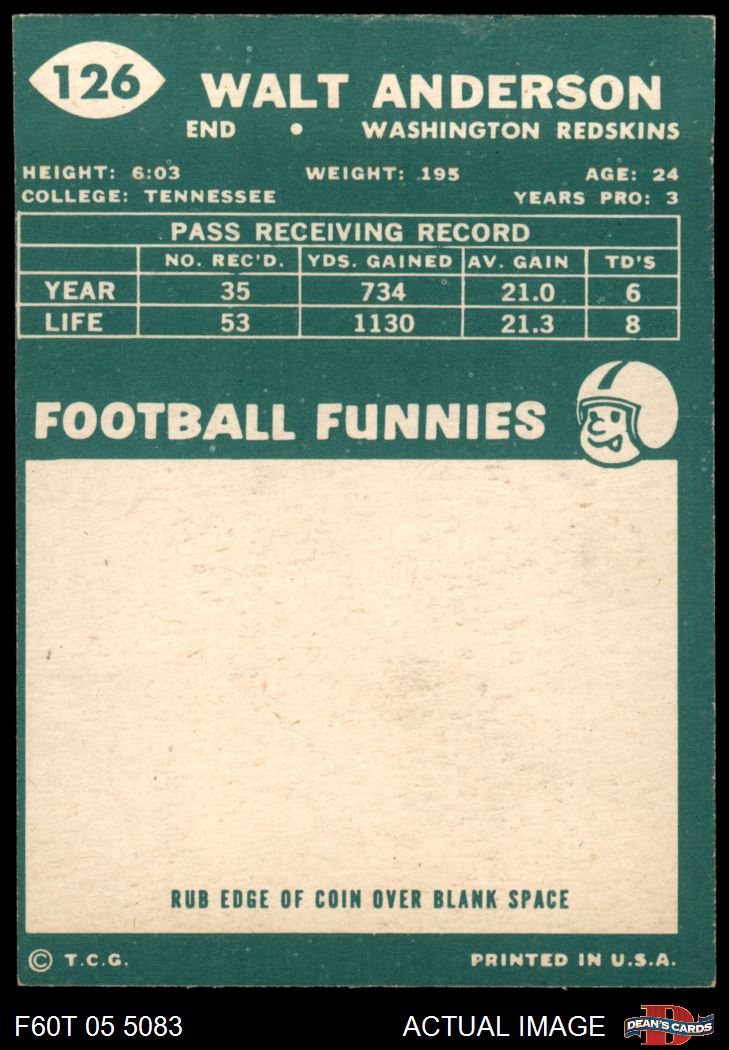 126
WALT ANDERSON
END • WASHINGTON REDSKINS
HEIGHT: 6:03 WEIGHT: 195 AGE: 24
COLLEGE: TENNESSEE YEARS PRO: 3
PASS RECEIVING RECORD
NO. REC'D. YDS. GAINED AV. GAIN TD'S
YEAR 35 734 21.0 6
LIFE 53 1130 21.3 8
FOOTBALL FUNNIES
RUB EDGE OF COIN OVER BLANK SPACE
© T.C.G. PRINTED IN U.S.A.
F60T 05 5083 ACTUAL IMAGE D DEAN'S CARDS